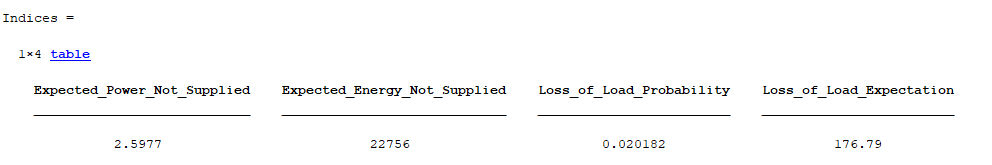 Indices =
1×4 table
Expected_Power_Not_Supplied Expected_Energy_Not_Supplied Loss_of_Load_Probability Loss_of_Load_Expectation
2.5977 22756 0.020182 176.79